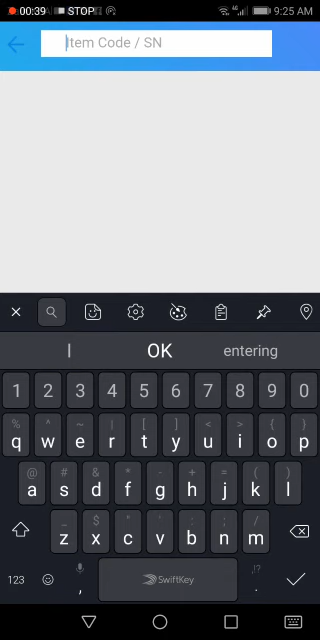 00:39 STOP 4G 9:25 AM
Item Code / SN
I OK entering
1 2 3 4 5 6 7 8 9 0
% ^ ~ | [ ] < > { }
q w e r t y u i o p
@ # & * - + = ( )
a s d f g h j k l
_ $ " ' : ; /
z x c v b n m
123 , SwiftKey ,!? .